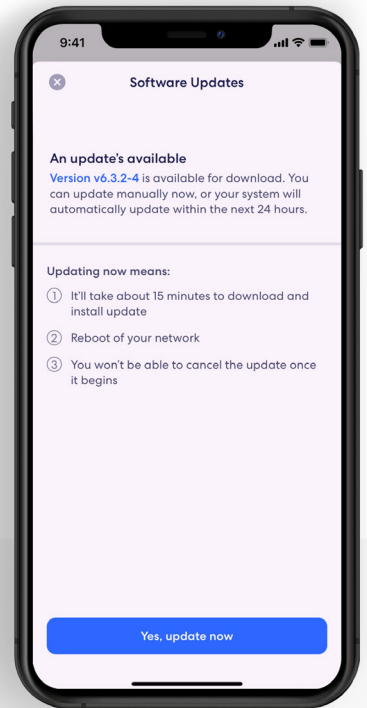 9:41
Software Updates
An update's available
Version v6.3.2-4 is available for download. You
can update manually now, or your system will
automatically update within the next 24 hours.
Updating now means:
1 It'll take about 15 minutes to download and
install update
2 Reboot of your network
3 You won't be able to cancel the update once
it begins
Yes, update now